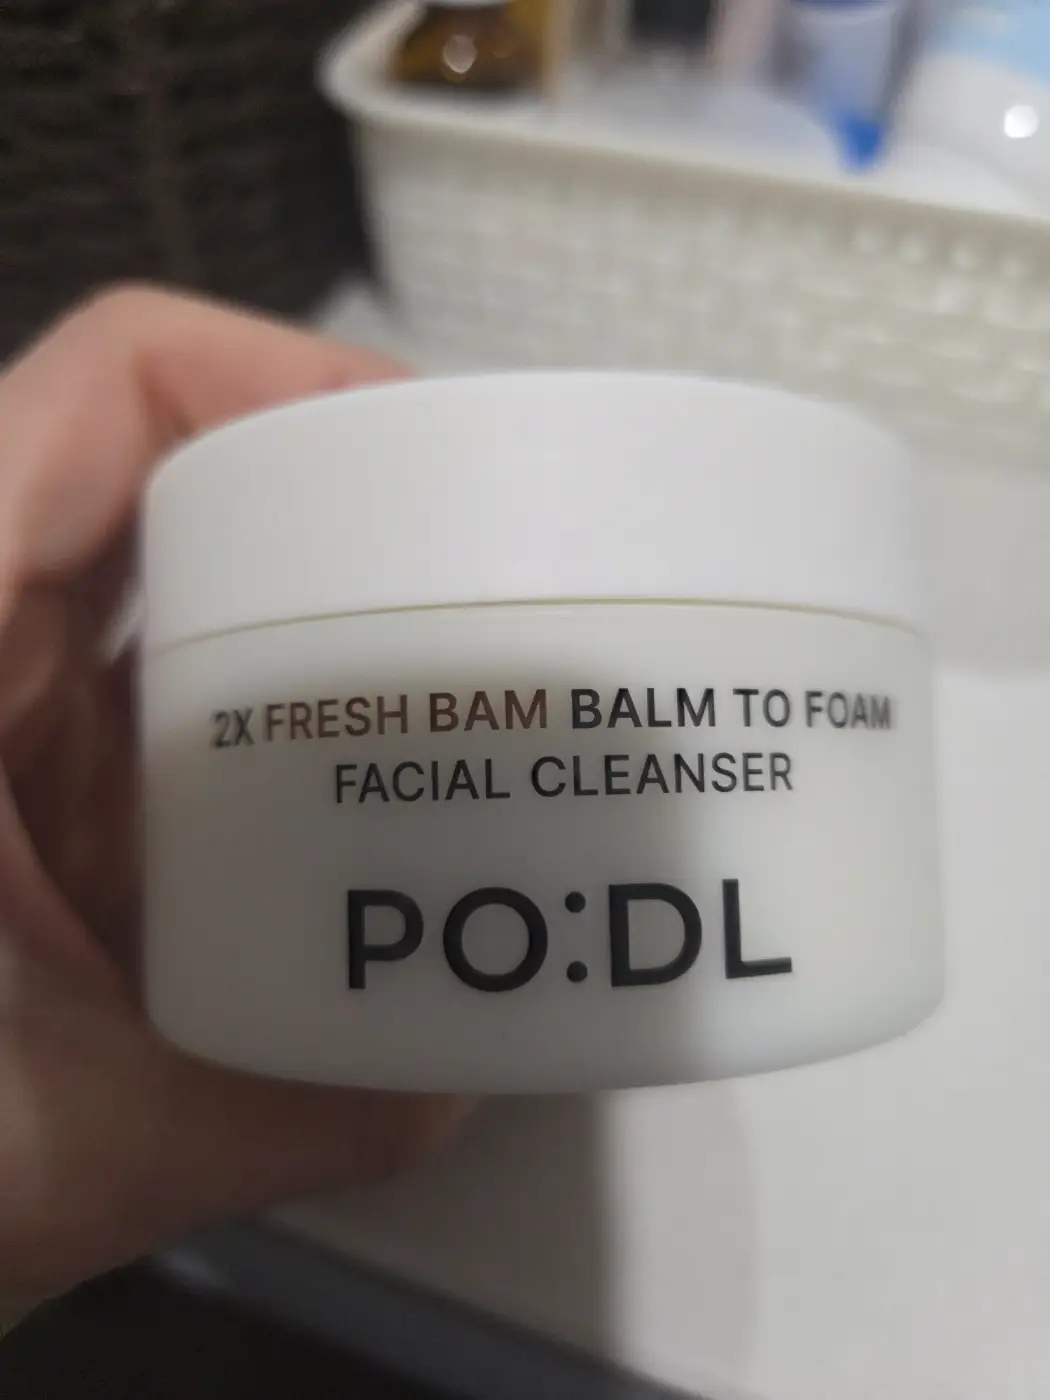 2X FRESH BAM BALM TO FOAM
FACIAL CLEANSER
PO:DL